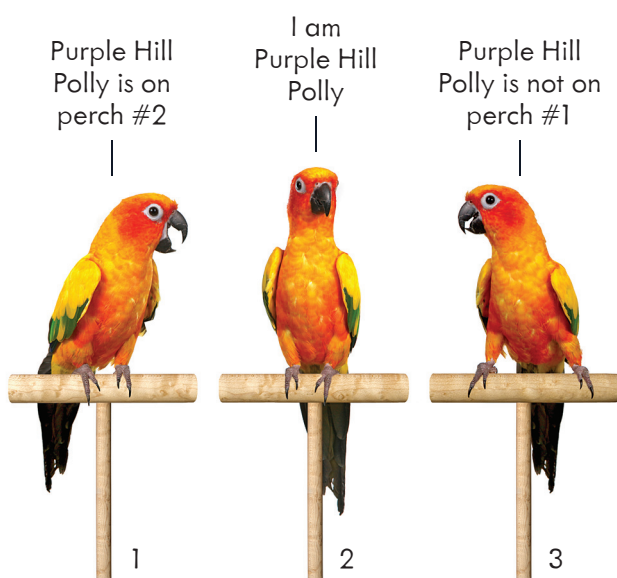 Purple Hill
Polly is on
perch #2
I am
Purple Hill
Polly
Purple Hill
Polly is not on
perch #1
1
2
3